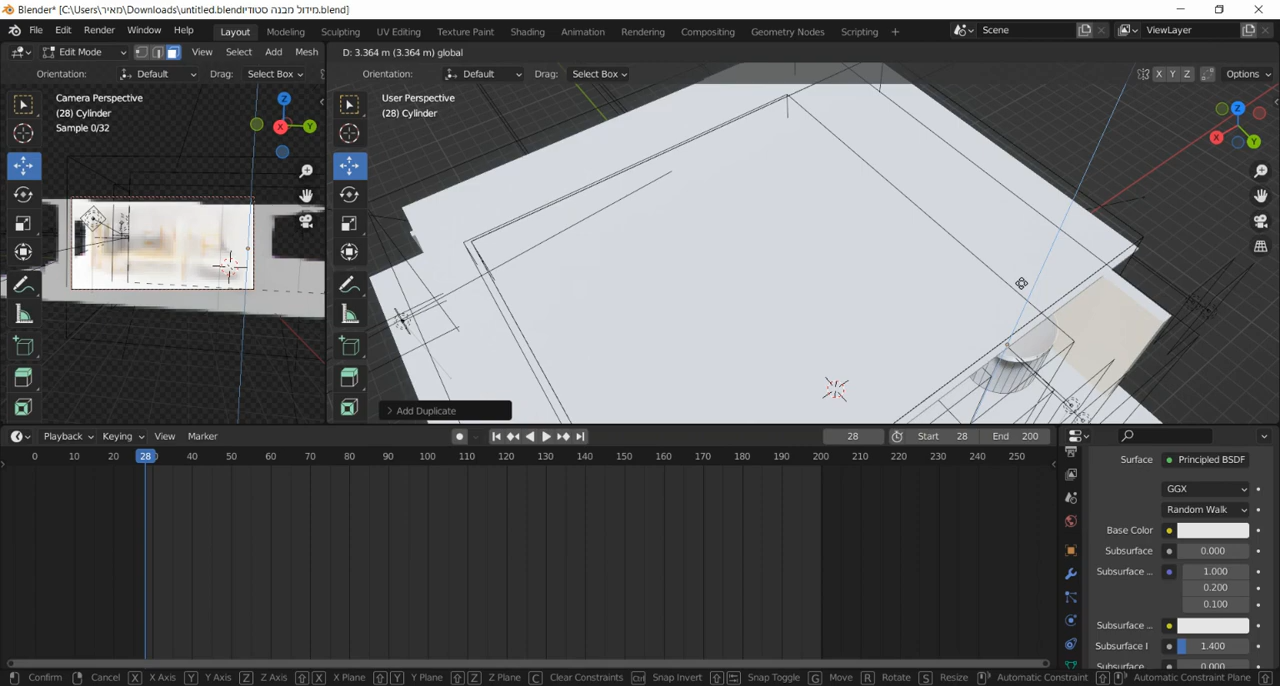 Blender* [C:\Users\מאיר\Downloads\untitled.blendמידול מבנה סטודיו.blend]
File Edit Render Window Help
Layout Modeling Sculpting UV Editing Texture Paint Shading Animation Rendering Compositing Geometry Nodes Scripting +
Scene
ViewLayer
Edit Mode View Select Add Mesh
D: 3.364 m (3.364 m) global
Orientation: Default Drag: Select Box
Orientation: Default Drag: Select Box
X Y Z Options
Camera Perspective
(28) Cylinder
Sample 0/32
Z
X
Y
User Perspective
(28) Cylinder
Z
X
Y
> Add Duplicate
Playback Keying View Marker
28 Start 28 End 200
0 10 20 28 30 40 50 60 70 80 90 100 110 120 130 140 150 160 170 180 190 200 210 220 230 240 250
Surface Principled BSDF
GGX
Random Walk
Base Color
Subsurface 0.000
Subsurface ... 1.000
0.200
0.100
Subsurface ...
Subsurface I 1.400
Subsurface 0.000
Confirm Cancel X X Axis Y Y Axis Z Z Axis X X Plane Y Y Plane Z Z Plane C Clear Constraints Ctrl Snap Invert Snap Toggle G Move R Rotate S Resize Automatic Constraint Automatic Constraint Plane